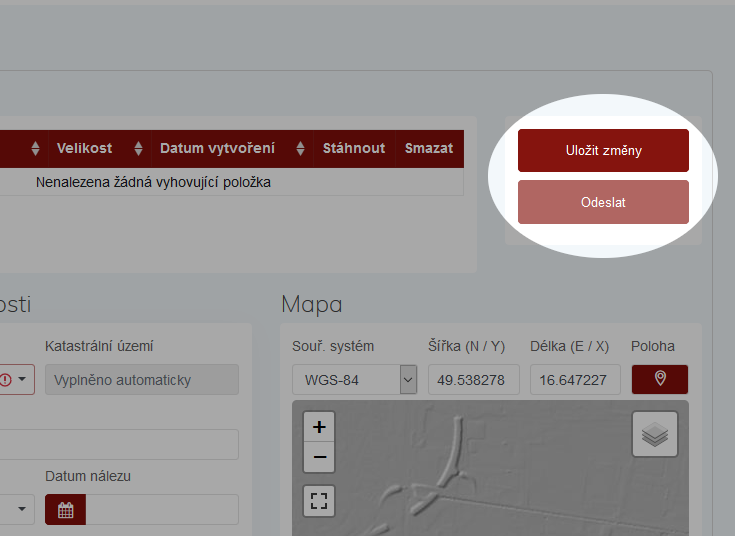 Velikost Datum vytvoření Stáhnout Smazat
Nenalezena žádná vyhovující položka
Uložit změny
Odeslat
osti
Mapa
Katastrální území
Souř. systém Šířka (N / Y) Délka (E / X) Poloha
Vyplněno automaticky
WGS-84 49.538278 16.647227
+
−
Datum nálezu